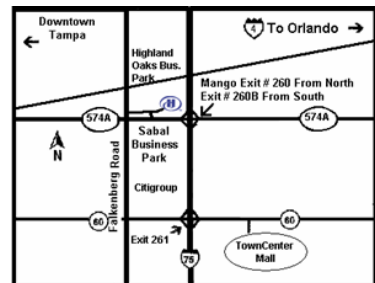 Downtown
Tampa
4 To Orlando
Highland
Oaks Bus.
Park
Mango Exit # 260 From North
Exit # 260B From South
H
574A
574A
Sabal
Business
Park
N
Falkenberg Road
Citigroup
60
60
Exit 261
75
TownCenter
Mall